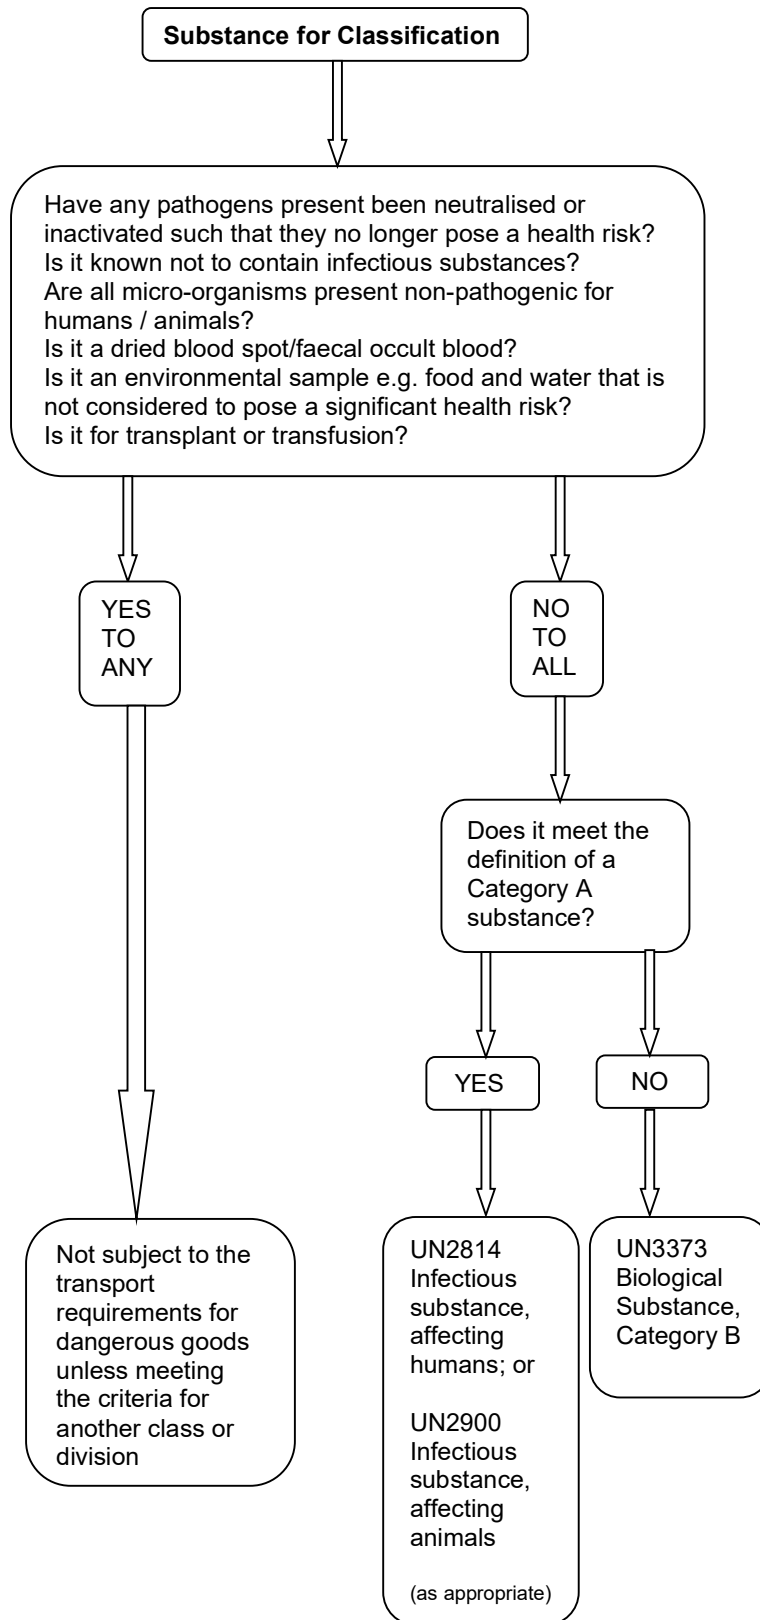 Substance for Classification
Have any pathogens present been neutralised or
inactivated such that they no longer pose a health risk?
Is it known not to contain infectious substances?
Are all micro-organisms present non-pathogenic for
humans / animals?
Is it a dried blood spot/faecal occult blood?
Is it an environmental sample e.g. food and water that is
not considered to pose a significant health risk?
Is it for transplant or transfusion?
YES
TO
ANY
NO
TO
ALL
Does it meet the
definition of a
Category A
substance?
YES
NO
Not subject to the
transport
requirements for
dangerous goods
unless meeting
the criteria for
another class or
division
UN2814
Infectious
substance,
affecting
humans; or
UN2900
Infectious
substance,
affecting
animals
(as appropriate)
UN3373
Biological
Substance,
Category B